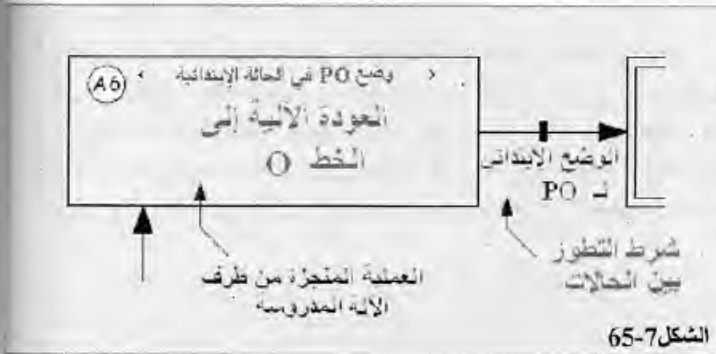 A6
< وضع PO في الحالة الإبتدائية >
العودة الآلية إلى
الخط O
الوضع الابتدائي
لـ PO
شرط التطور
بين الحالات
العملية المنجزة من طرف
الآلة المدروسة
الشكل7-65